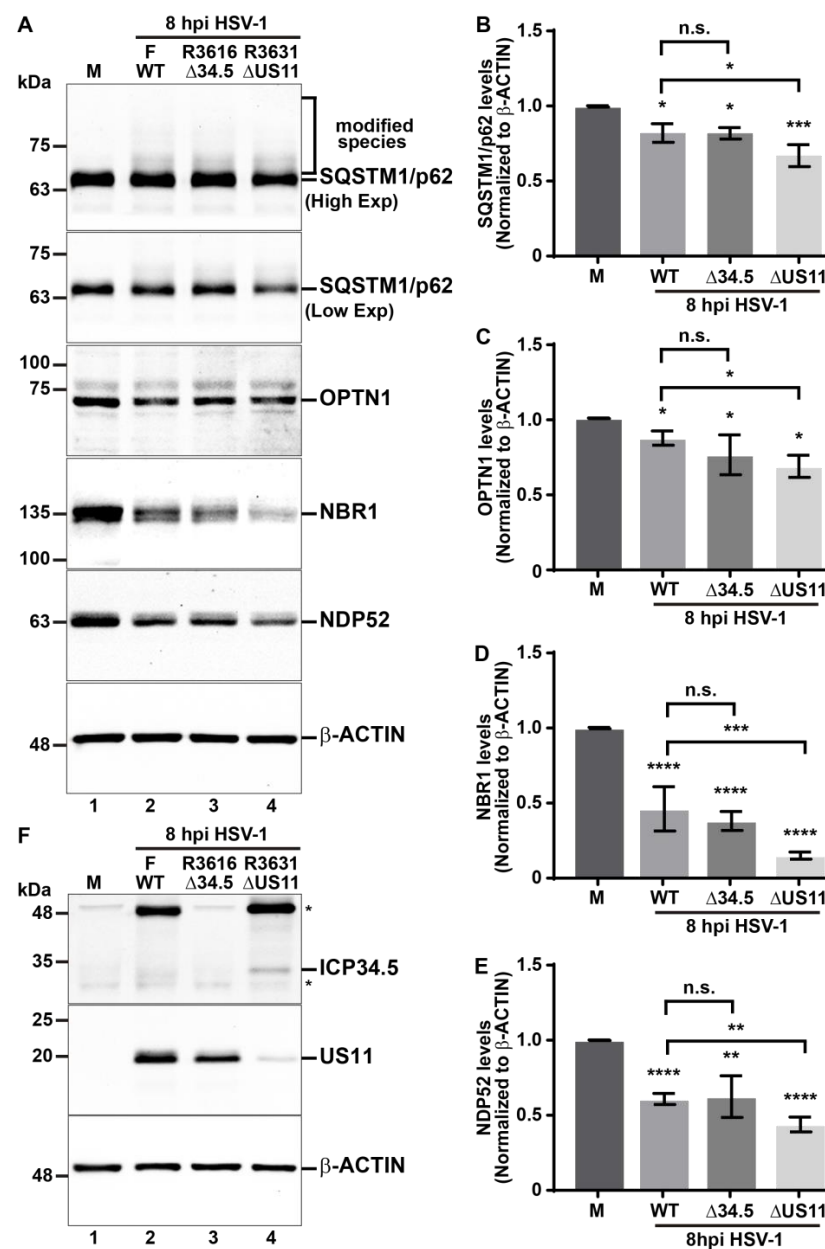 A
8 hpi HSV-1
F R3616 R3631
M WT Δ34.5 ΔUS11
kDa
75
63
modified
species
SQSTM1/p62
(High Exp)
75
63
SQSTM1/p62
(Low Exp)
100
75
OPTN1
135
100
NBR1
63
NDP52
48
β-ACTIN
1 2 3 4
F
8 hpi HSV-1
F R3616 R3631
M WT Δ34.5 ΔUS11
kDa
48
*
35
ICP34.5
*
25
20
US11
48
β-ACTIN
1 2 3 4
B
SQSTM1/p62 levels
(Normalized to β-ACTIN)
1.5
1.0
0.5
0
n.s.
*
* * ***
M WT Δ34.5 ΔUS11
8 hpi HSV-1
C
OPTN1 levels
(Normalized to β-ACTIN)
1.5
1.0
0.5
0
n.s.
*
* * *
M WT Δ34.5 ΔUS11
8 hpi HSV-1
D
NBR1 levels
(Normalized to β-ACTIN)
1.5
1.0
0.5
0
n.s.
***
**** **** ****
M WT Δ34.5 ΔUS11
8 hpi HSV-1
E
NDP52 levels
(Normalized to β-ACTIN)
1.5
1.0
0.5
0
n.s.
**
**** ** ****
M WT Δ34.5 ΔUS11
8hpi HSV-1